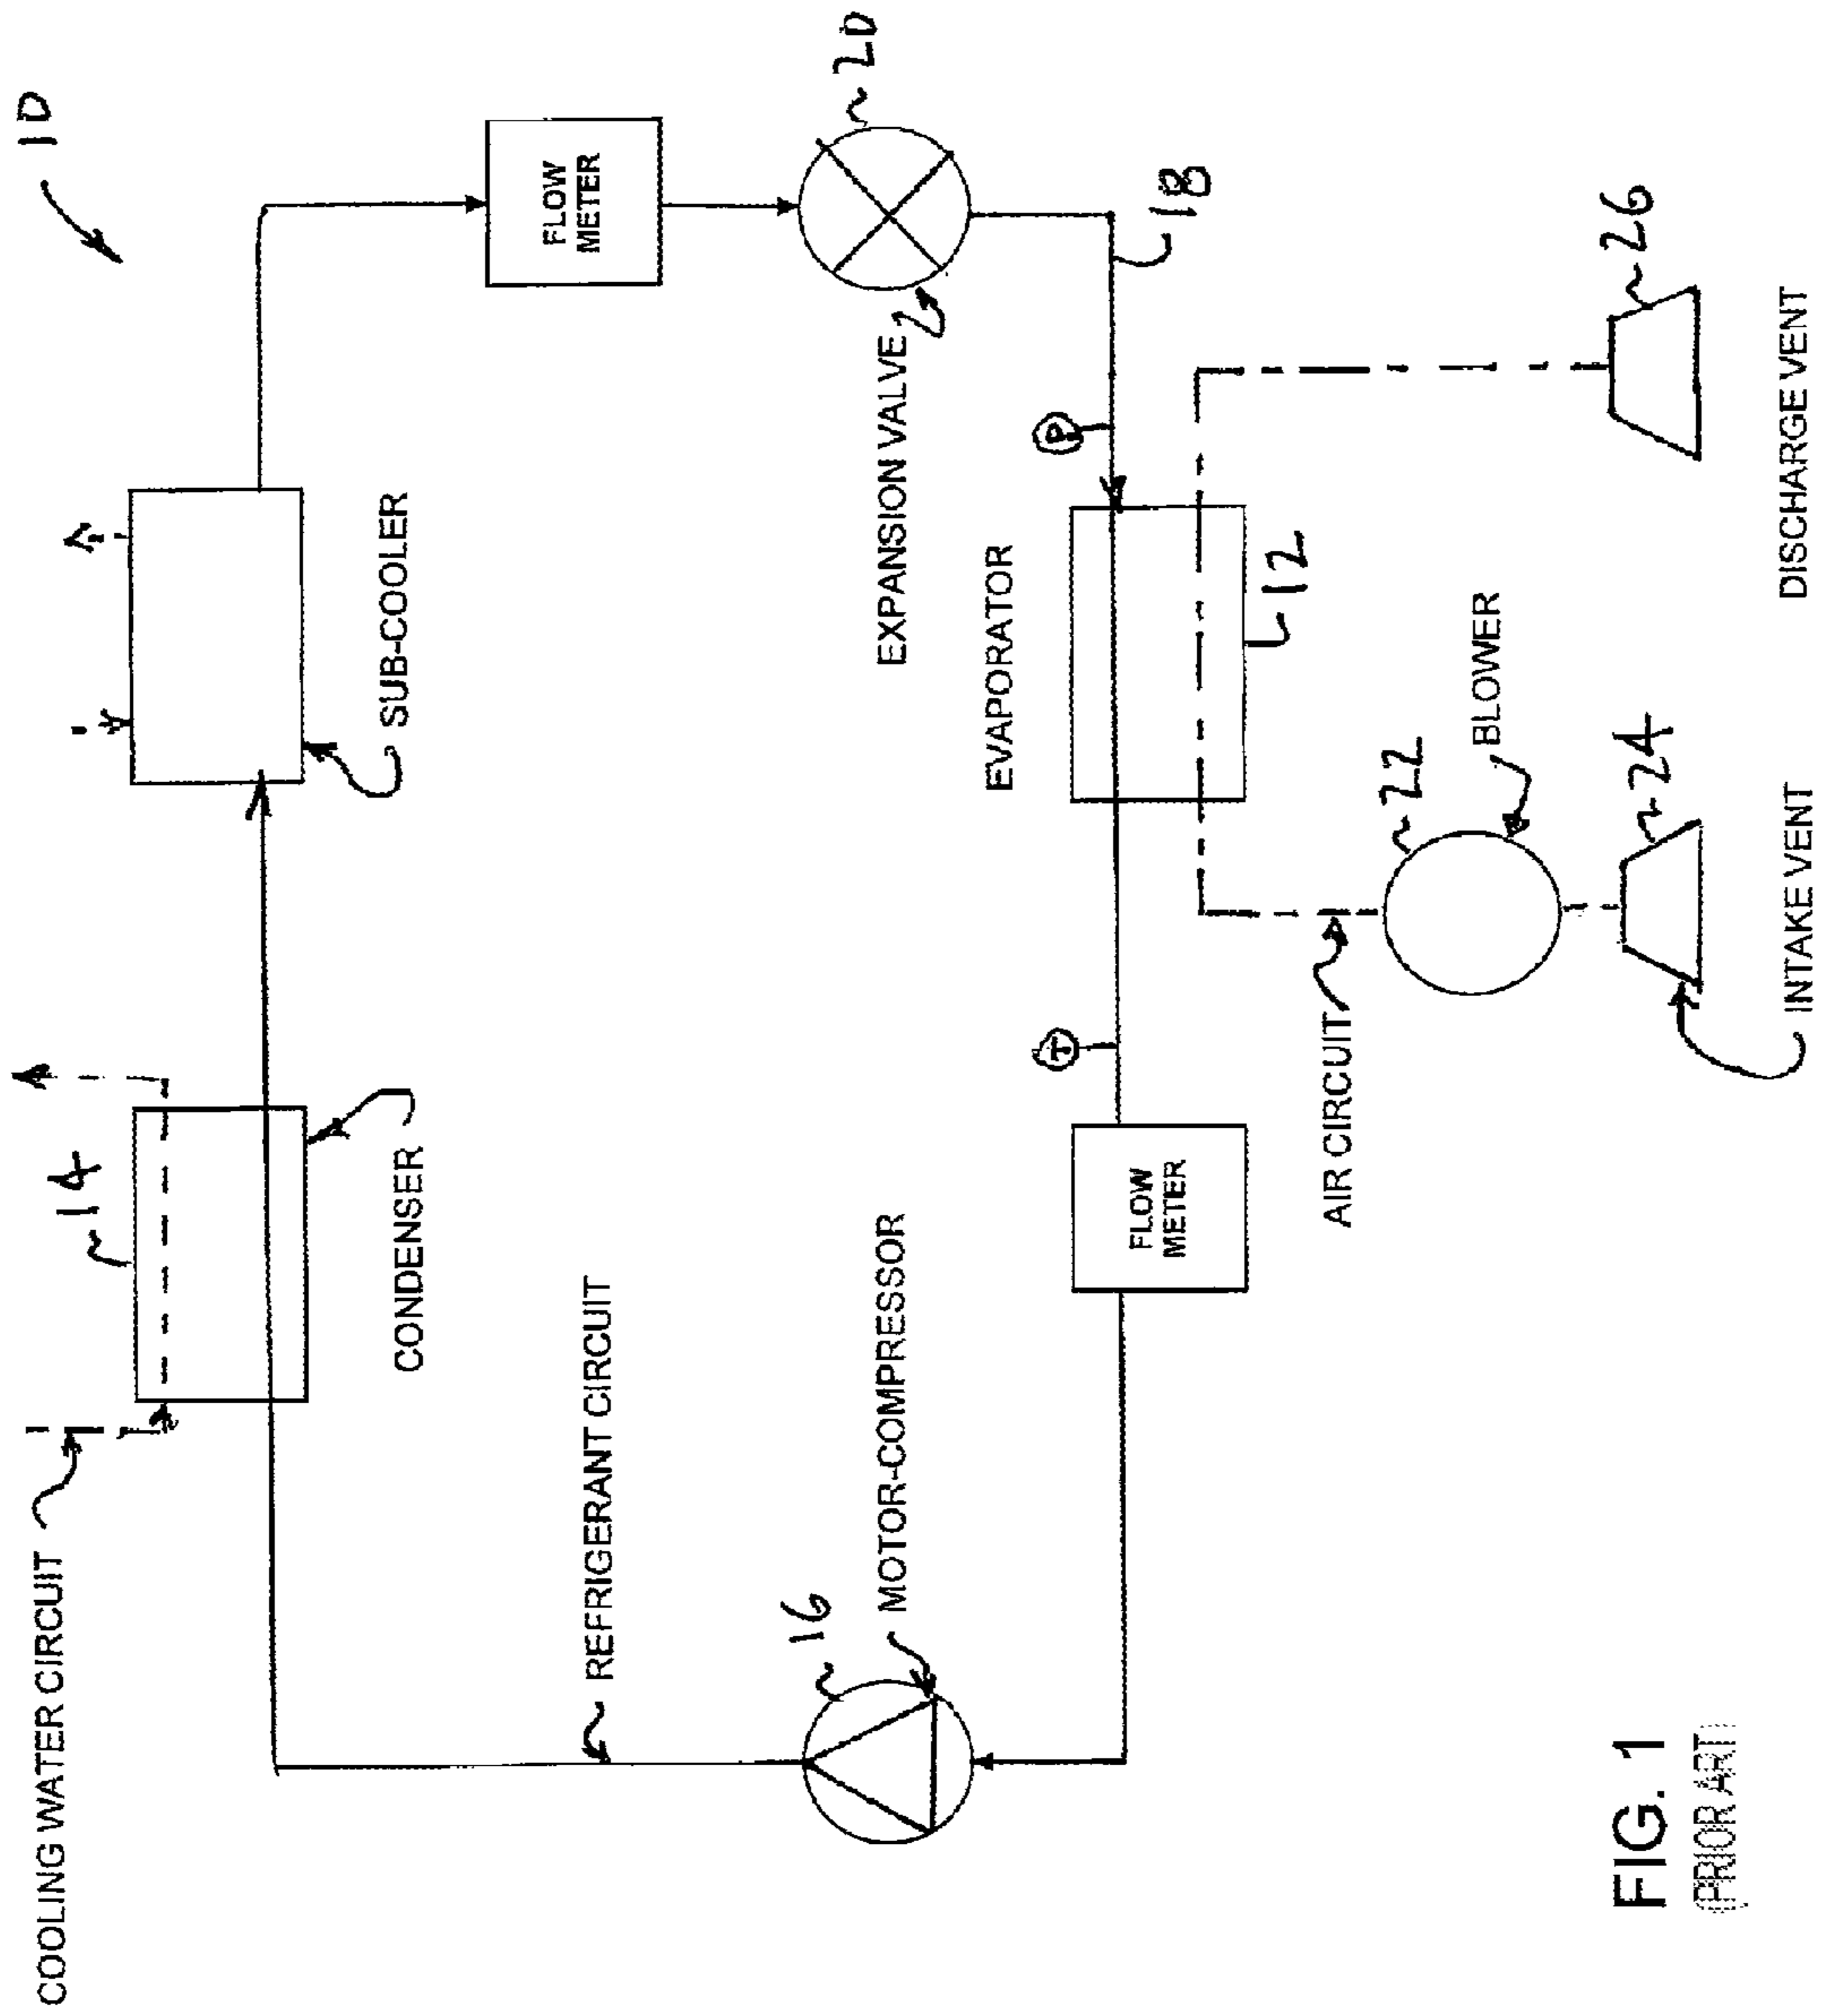 10
COOLING WATER CIRCUIT
14
CONDENSER
SUB-COOLER
FLOW
METER
REFRIGERANT CIRCUIT
16
MOTOR-COMPRESSOR
EXPANSION VALVE
20
18
P
T
EVAPORATOR
12
FLOW
METER
AIR CIRCUIT
22
BLOWER
24
INTAKE VENT
26
DISCHARGE VENT
FIG. 1
(PRIOR ART)